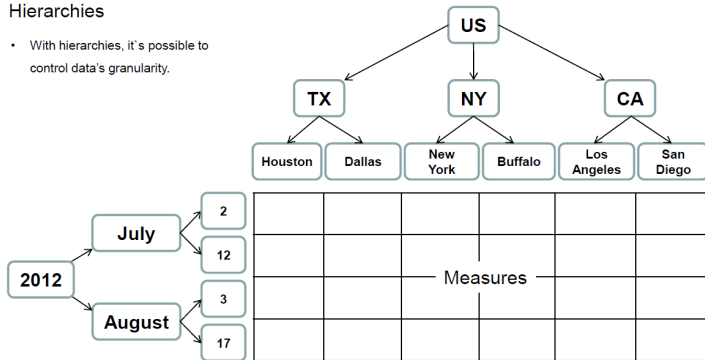 Hierarchies
• With hierarchies, it`s possible to
control data's granularity.
US
TX
NY
CA
Houston
Dallas
New
York
Buffalo
Los
Angeles
San
Diego
2012
July
August
2
12
3
17
Measures